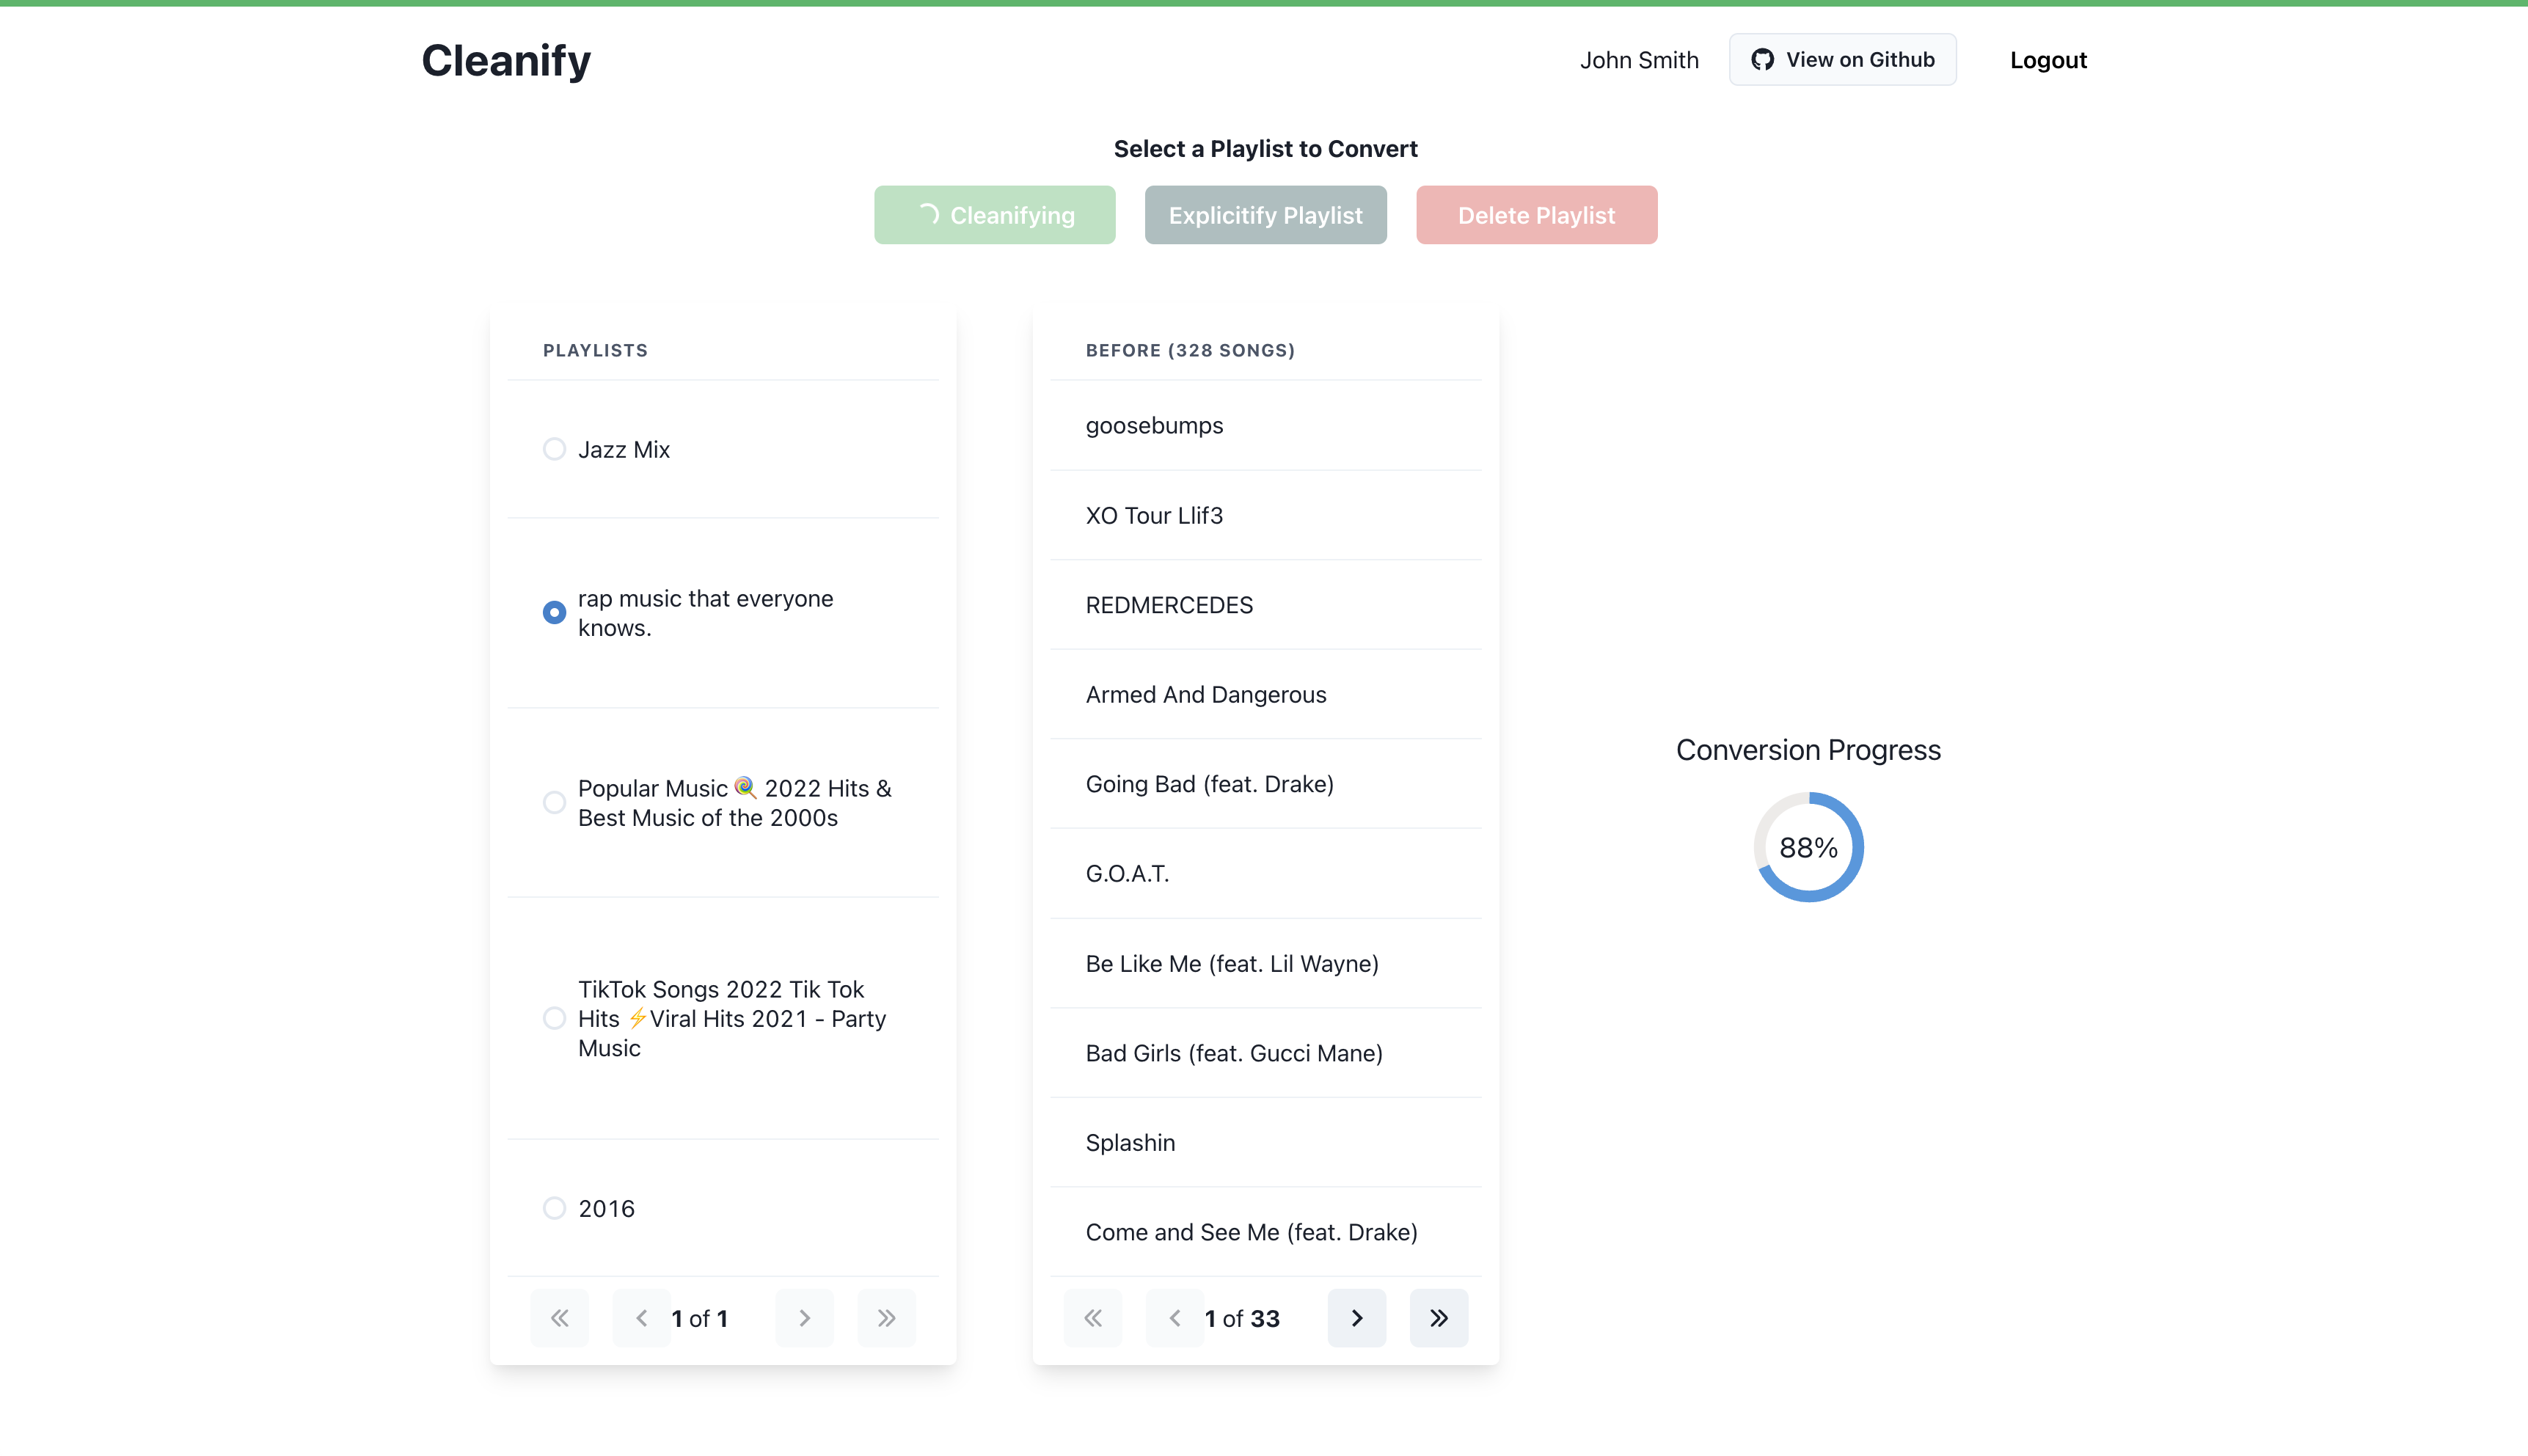 Cleanify
John Smith
View on Github
Logout
Select a Playlist to Convert
Cleanifying
Explicitify Playlist
Delete Playlist
PLAYLISTS
Jazz Mix
rap music that everyone
knows.
Popular Music 🍭 2022 Hits &
Best Music of the 2000s
TikTok Songs 2022 Tik Tok
Hits ⚡Viral Hits 2021 - Party
Music
2016
1 of 1
BEFORE (328 SONGS)
goosebumps
XO Tour Llif3
REDMERCEDES
Armed And Dangerous
Going Bad (feat. Drake)
G.O.A.T.
Be Like Me (feat. Lil Wayne)
Bad Girls (feat. Gucci Mane)
Splashin
Come and See Me (feat. Drake)
1 of 33
Conversion Progress
88%